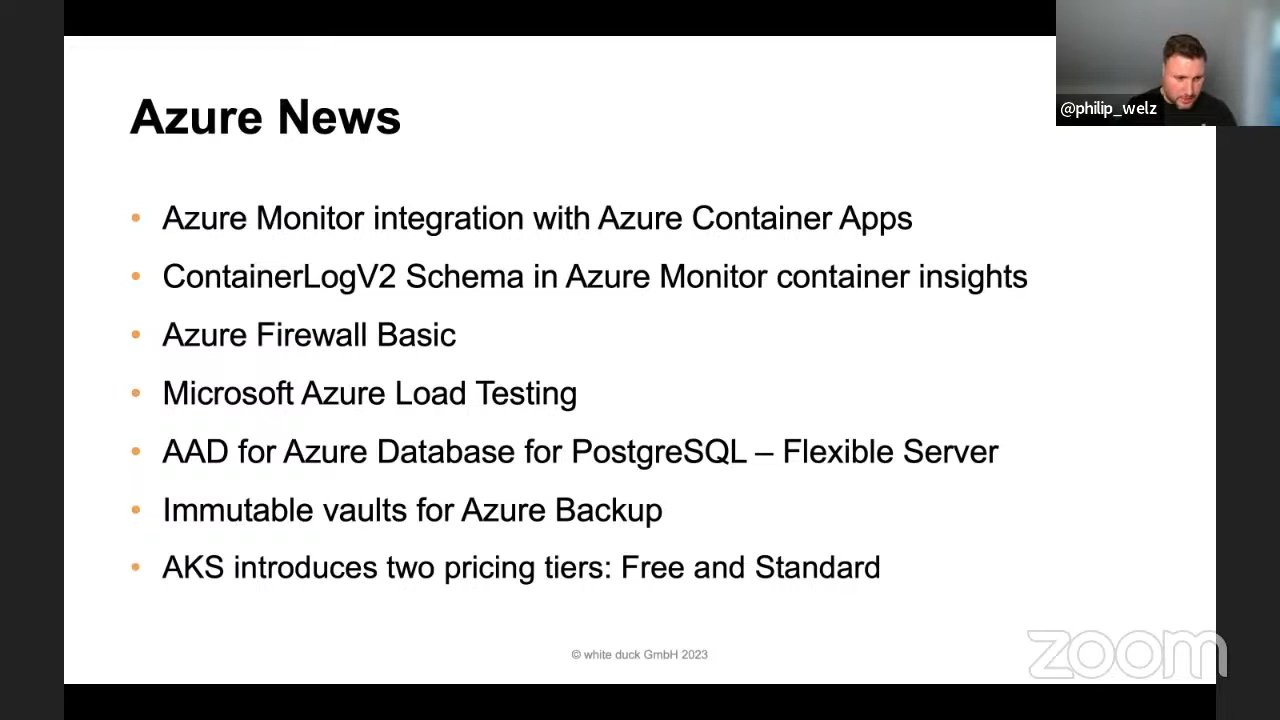 Azure News
@philip_welz
• Azure Monitor integration with Azure Container Apps
• ContainerLogV2 Schema in Azure Monitor container insights
• Azure Firewall Basic
• Microsoft Azure Load Testing
• AAD for Azure Database for PostgreSQL – Flexible Server
• Immutable vaults for Azure Backup
• AKS introduces two pricing tiers: Free and Standard
© white duck GmbH 2023
zoom